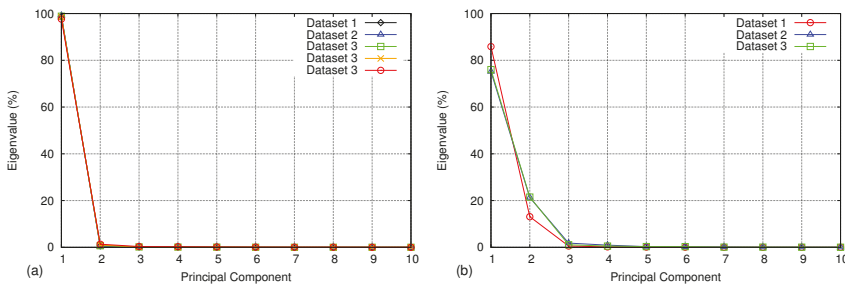 100
80
60
40
20
0
Eigenvalue (%)
1 2 3 4 5 6 7 8 9 10
Principal Component
(a)
Dataset 1
Dataset 2
Dataset 3
Dataset 3
Dataset 3
100
80
60
40
20
0
Eigenvalue (%)
1 2 3 4 5 6 7 8 9 10
Principal Component
(b)
Dataset 1
Dataset 2
Dataset 3